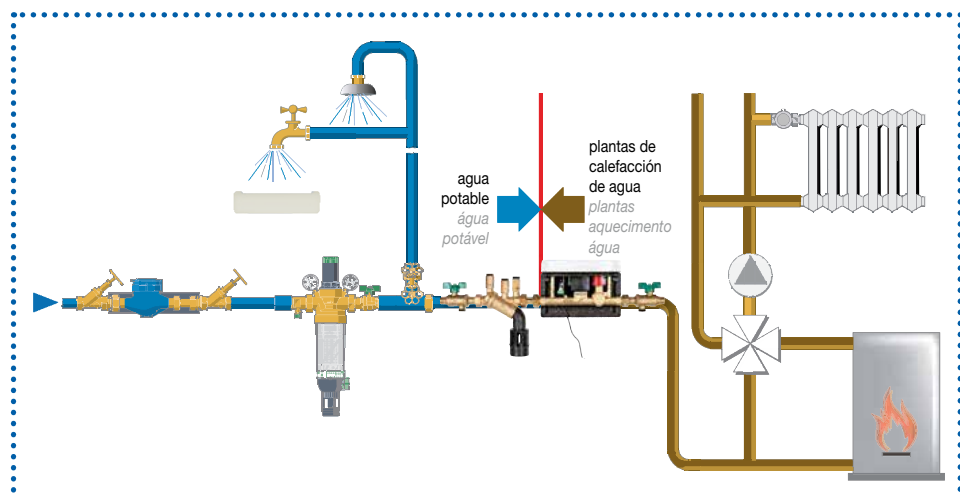 agua
potable
água
potável
plantas de
calefacción
de agua
plantas
aquecimento
água